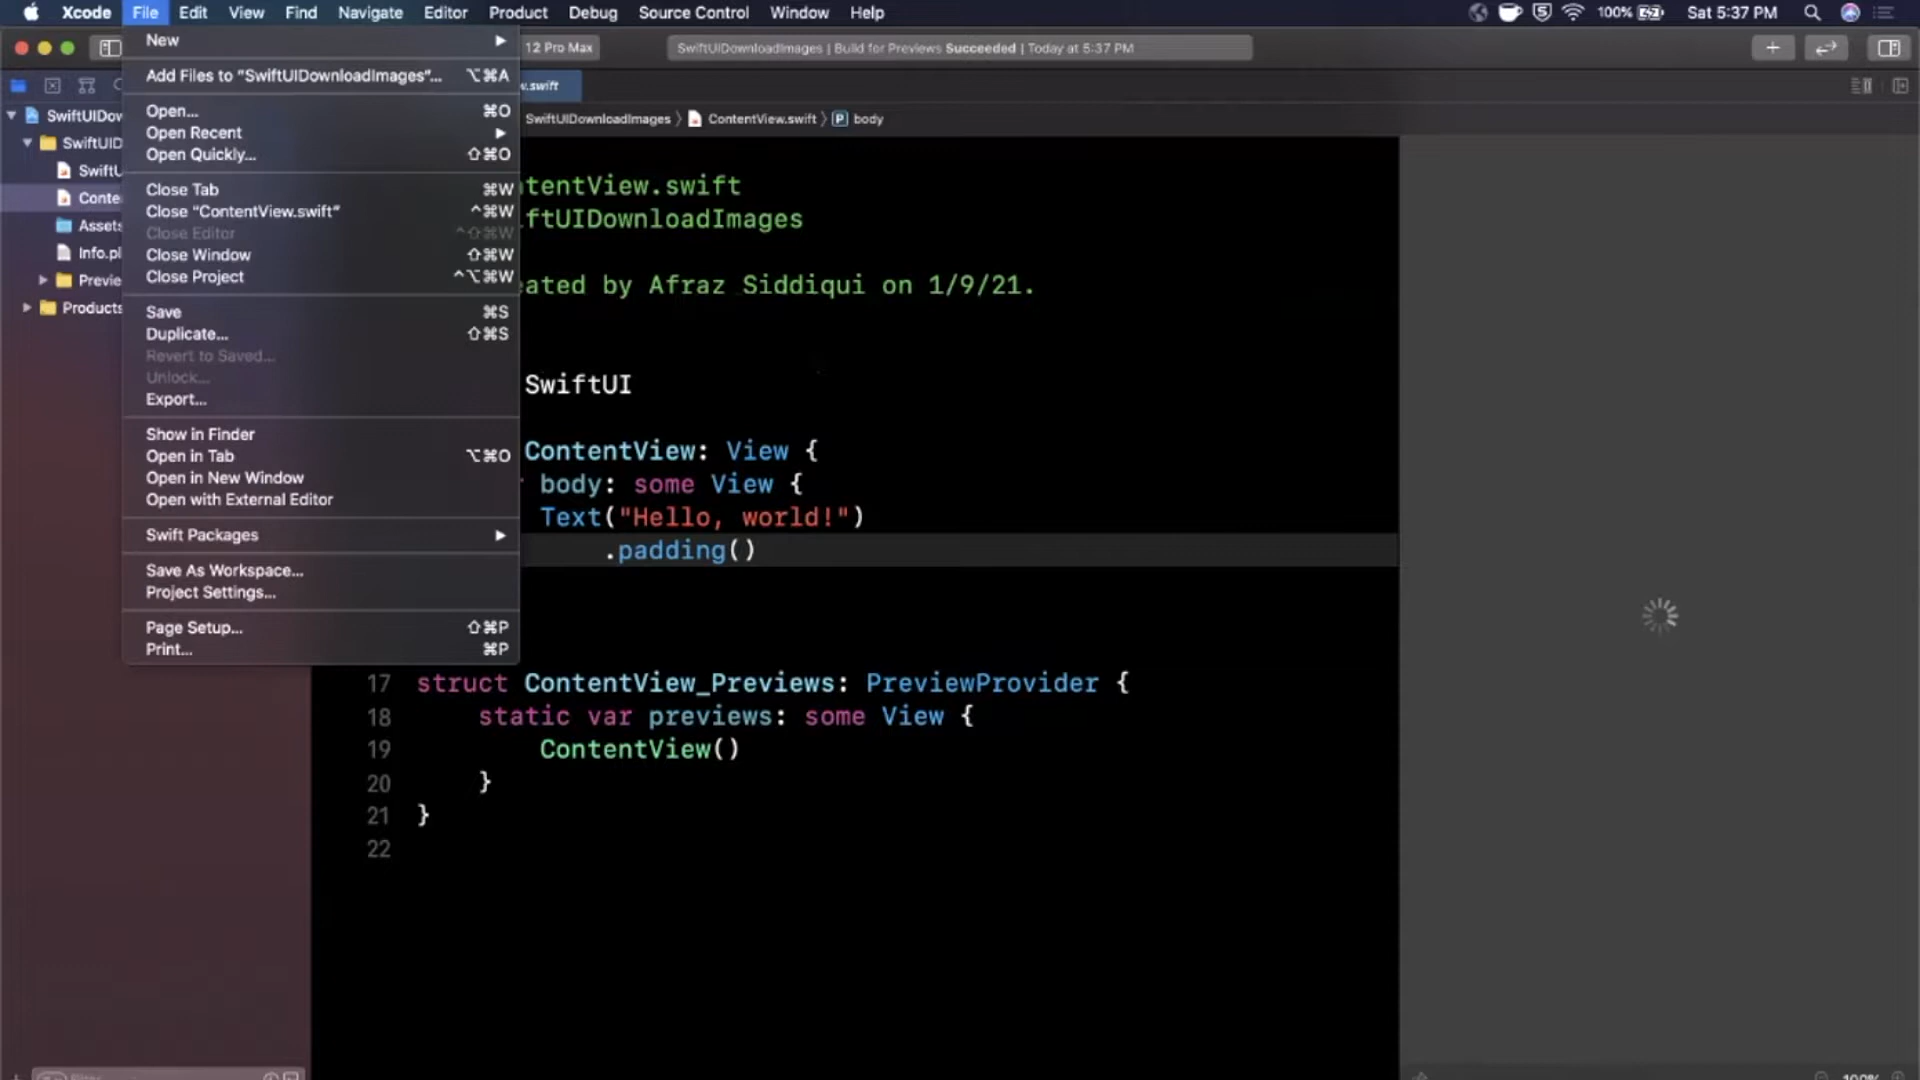 Xcode File Edit View Find Navigate Editor Product Debug Source Control Window Help 100% Sat 5:37 PM
12 Pro Max SwiftUIDownloadImages | Build for Previews Succeeded | Today at 5:37 PM
New
Add Files to “SwiftUIDownloadImages”... ⌥⌘A
Open... ⌘O
Open Recent
Open Quickly... ⇧⌘O
Close Tab ⌘W
Close “ContentView.swift” ^⌘W
Close Editor ^⇧⌘W
Close Window ⇧⌘W
Close Project ^⌥⌘W
Save ⌘S
Duplicate... ⇧⌘S
Revert to Saved...
Unlock...
Export...
Show in Finder
Open in Tab ⌥⌘O
Open in New Window
Open with External Editor
Swift Packages
Save As Workspace...
Project Settings...
Page Setup... ⇧⌘P
Print... ⌘P
SwiftUIDow
SwiftUID
SwiftU
Conte
Assets
Info.pl
Previe
Products
w.swift
SwiftUIDownloadImages ContentView.swift P body
tentView.swift
ftUIDownloadImages
eated by Afraz Siddiqui on 1/9/21.
SwiftUI
ContentView: View {
body: some View {
Text("Hello, world!")
.padding()
17 struct ContentView_Previews: PreviewProvider {
18 static var previews: some View {
19 ContentView()
20 }
21 }
22